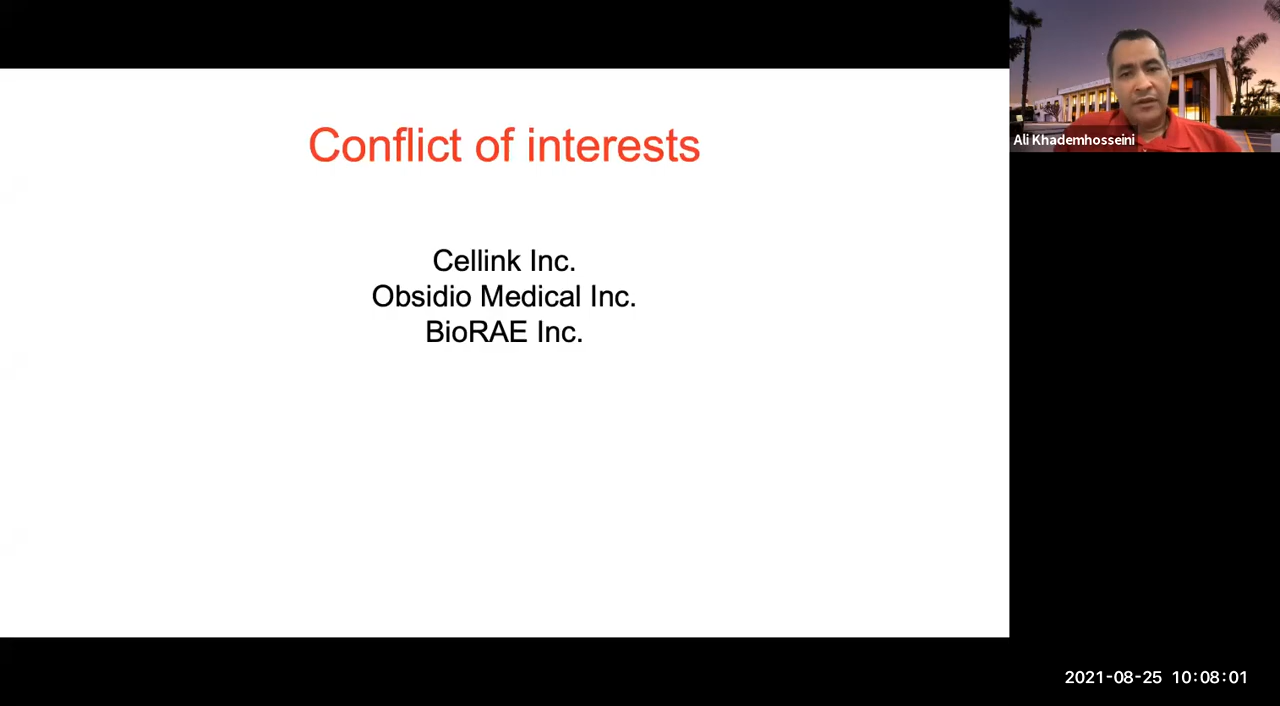 Conflict of interests
Cellink Inc.
Obsidio Medical Inc.
BioRAE Inc.
Ali Khademhosseini
2021-08-25 10:08:01